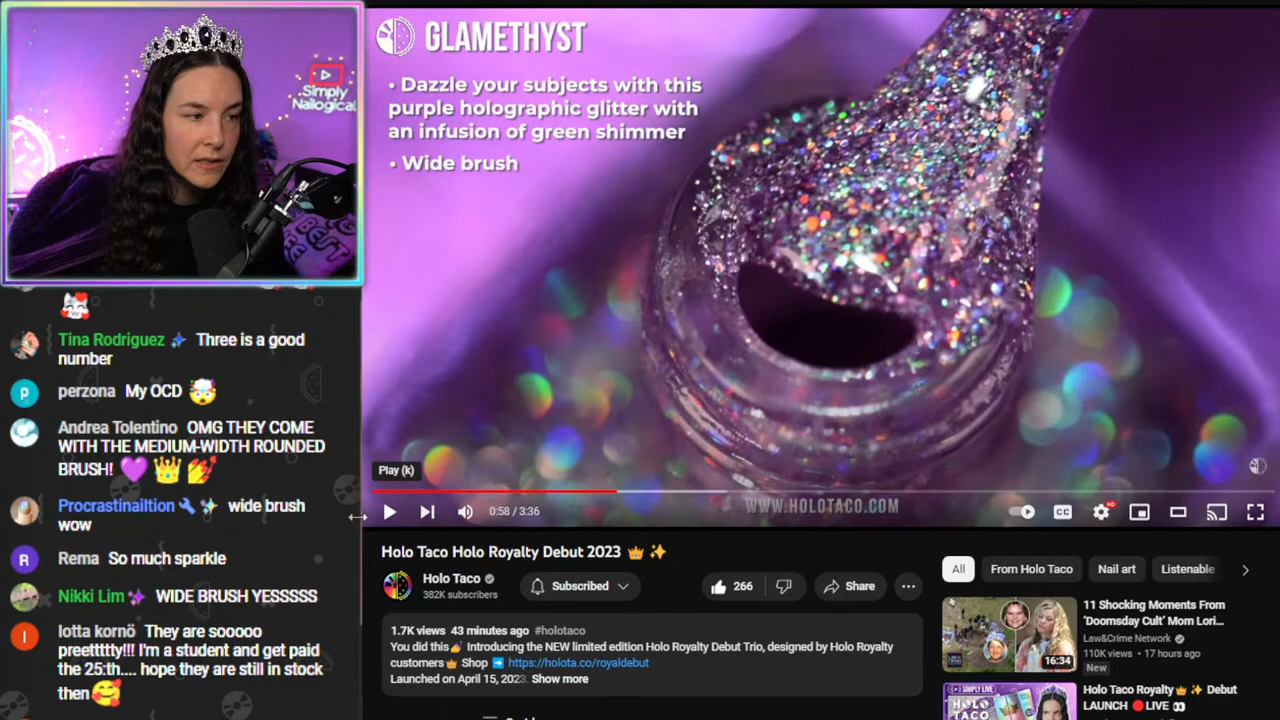 Simply
Nailogical
GLAMETHYST
• Dazzle your subjects with this
purple holographic glitter with
an infusion of green shimmer
• Wide brush
Tina Rodriguez Three is a good
number
perzona My OCD
Andrea Tolentino OMG THEY COME
WITH THE MEDIUM-WIDTH ROUNDED
BRUSH!
Procrastinailtion wide brush
wow
Rema So much sparkle
Nikki Lim WIDE BRUSH YESSSSS
lotta kornö They are sooooo
preettttty!!! I'm a student and get paid
the 25.th.... hope they are still in stock
then
Play (k)
0:58 / 3:36
WWW.HOLOTACO.COM
CC
HD
Holo Taco Holo Royalty Debut 2023
Holo Taco
382K subscribers
Subscribed
266
Share
1.7K views 43 minutes ago #holotaco
You did this Introducing the NEW limited edition Holo Royalty Debut Trio, designed by Holo Royalty
customers Shop https://holota.co/royaldebut
Launched on April 15, 2023. Show more
All
From Holo Taco
Nail art
Listenable
11 Shocking Moments From
'Doomsday Cult' Mom Lori...
Law&Crime Network
110K views • 17 hours ago
New
16:34
Holo Taco Royalty Debut
LAUNCH LIVE
SIMPLY LIVE
HOLO
TACO